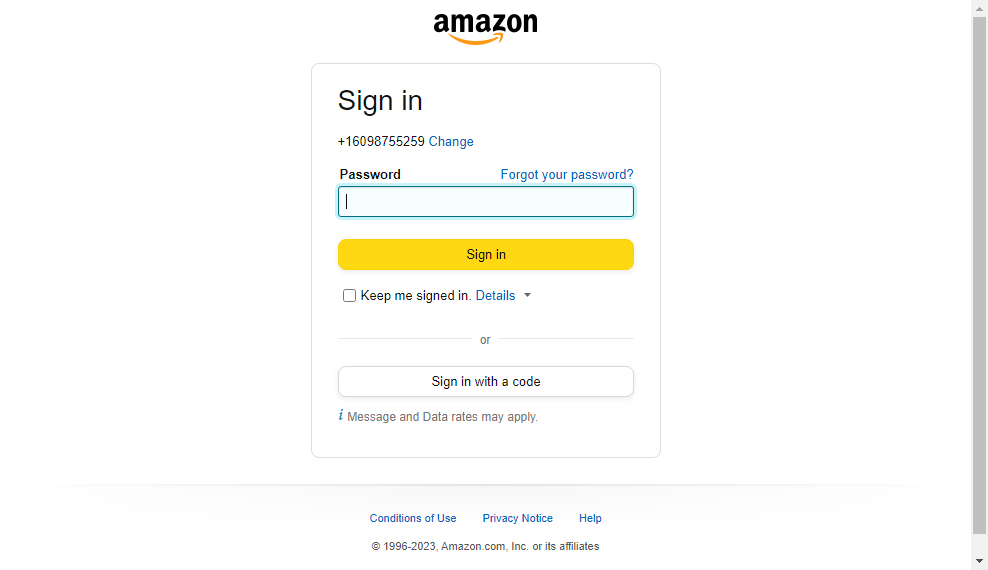 amazon
Sign in
+16098755259 Change
Password Forgot your password?
Sign in
Keep me signed in. Details
or
Sign in with a code
i Message and Data rates may apply.
Conditions of Use Privacy Notice Help
© 1996-2023, Amazon.com, Inc. or its affiliates